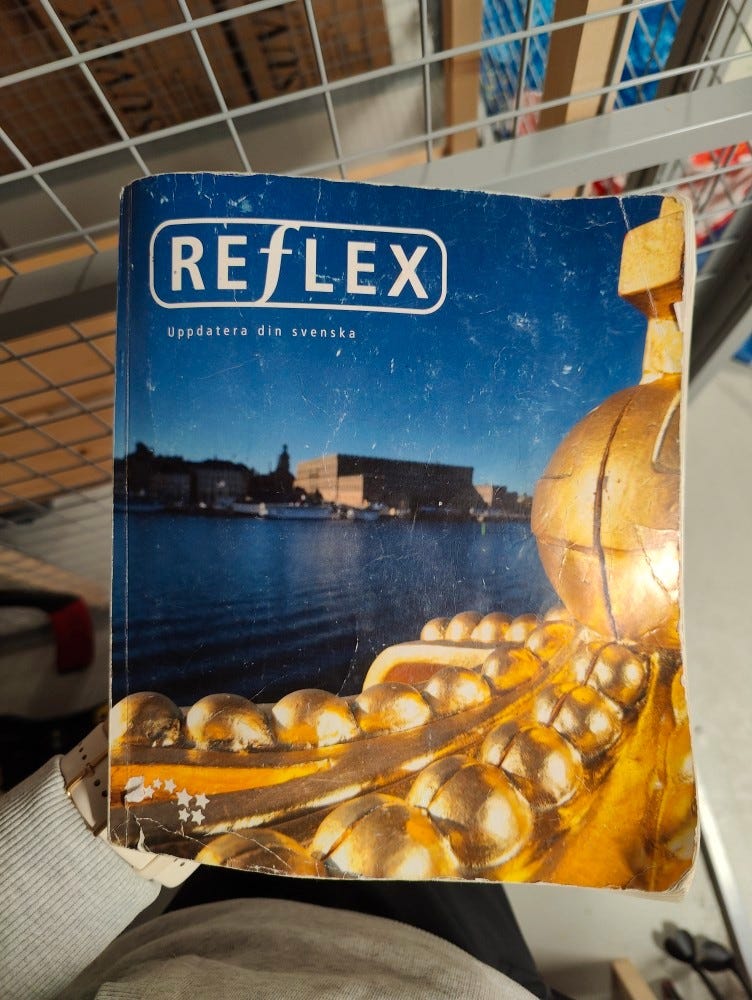 REfLEX
Uppdatera din svenska